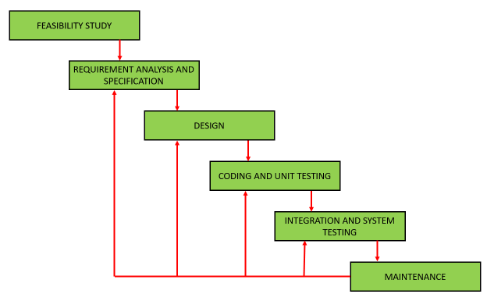 FEASIBILITY STUDY
REQUIREMENT ANALYSIS AND
SPECIFICATION
DESIGN
CODING AND UNIT TESTING
INTEGRATION AND SYSTEM
TESTING
MAINTENANCE